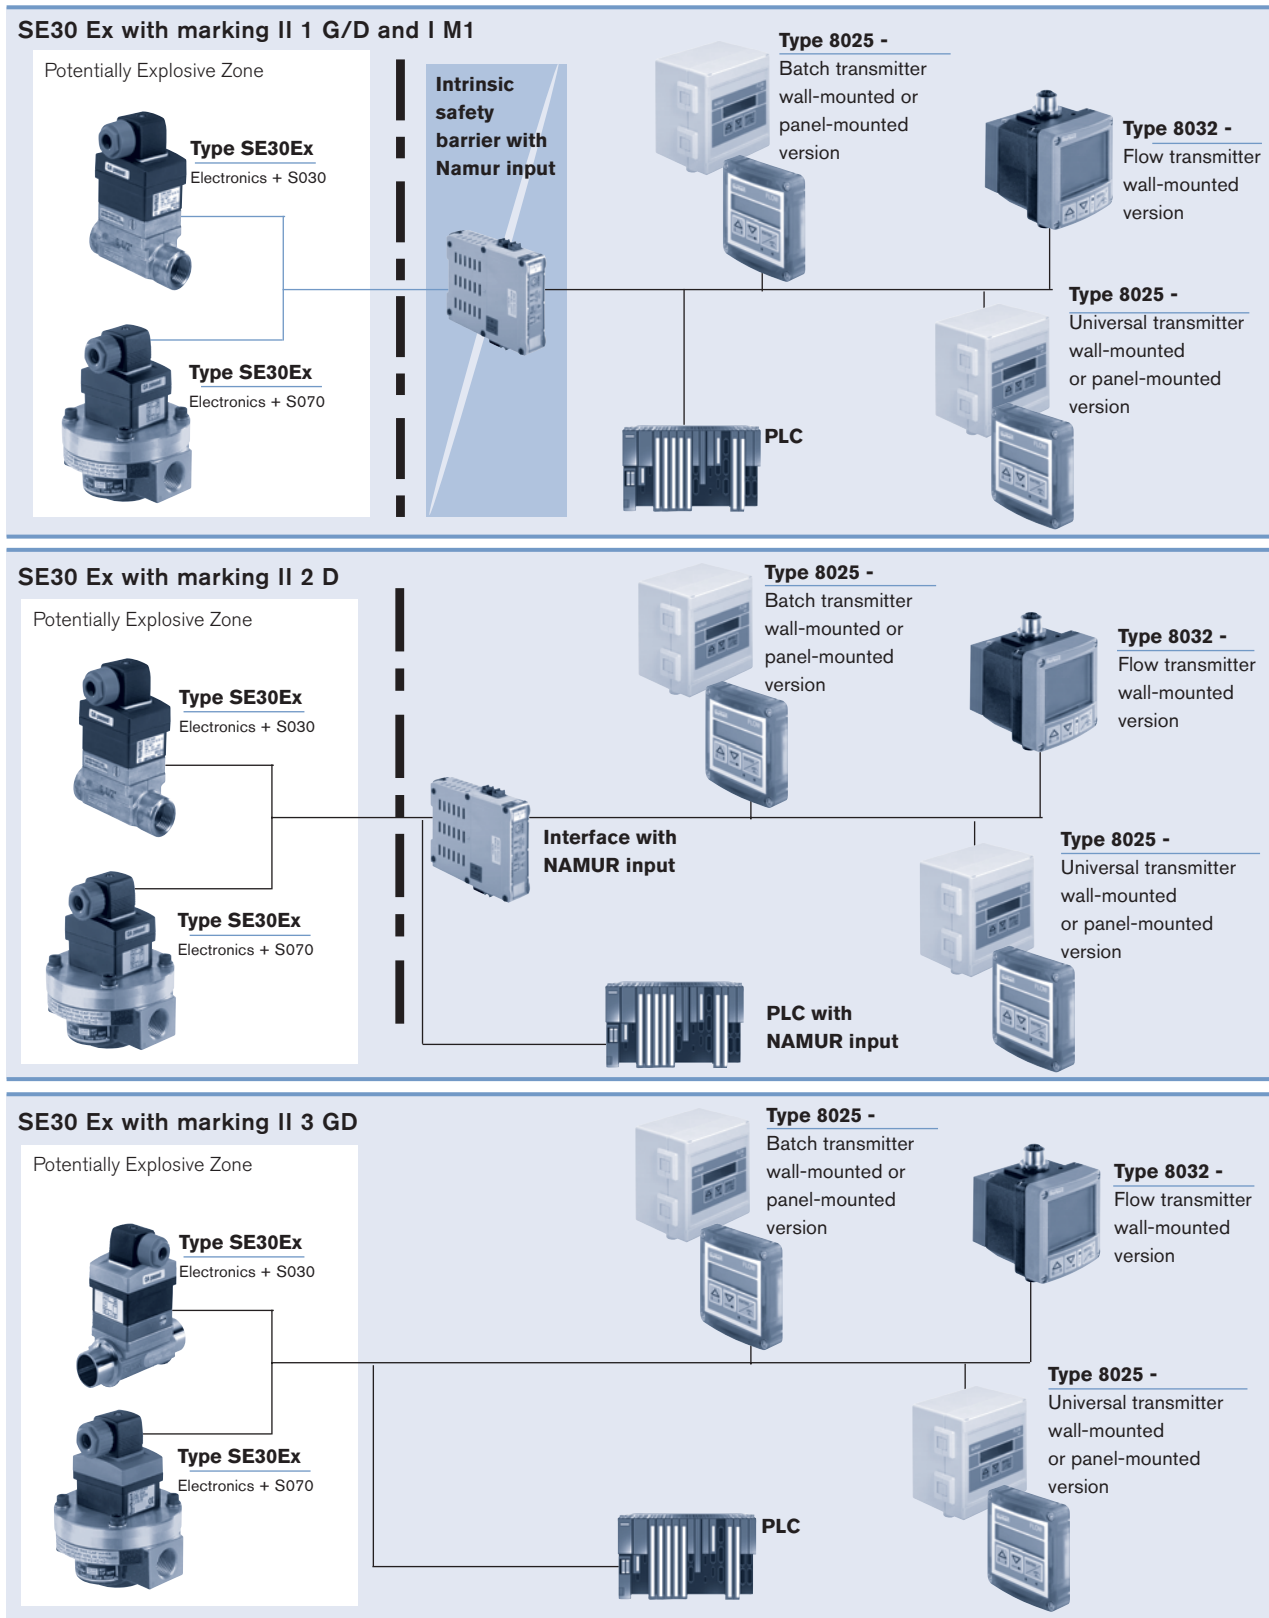 SE30 Ex with marking II 1 G/D and I M1
Potentially Explosive Zone
Type SE30Ex
Electronics + S030
Type SE30Ex
Electronics + S070
Intrinsic
safety
barrier with
Namur input
Type 8025 -
Batch transmitter
wall-mounted or
panel-mounted
version
Type 8032 -
Flow transmitter
wall-mounted
version
Type 8025 -
Universal transmitter
wall-mounted
or panel-mounted
version
PLC
SE30 Ex with marking II 2 D
Potentially Explosive Zone
Type SE30Ex
Electronics + S030
Type SE30Ex
Electronics + S070
Interface with
NAMUR input
Type 8025 -
Batch transmitter
wall-mounted or
panel-mounted
version
Type 8032 -
Flow transmitter
wall-mounted
version
Type 8025 -
Universal transmitter
wall-mounted
or panel-mounted
version
PLC with
NAMUR input
SE30 Ex with marking II 3 GD
Potentially Explosive Zone
Type SE30Ex
Electronics + S030
Type SE30Ex
Electronics + S070
Type 8025 -
Batch transmitter
wall-mounted or
panel-mounted
version
Type 8032 -
Flow transmitter
wall-mounted
version
Type 8025 -
Universal transmitter
wall-mounted
or panel-mounted
version
PLC